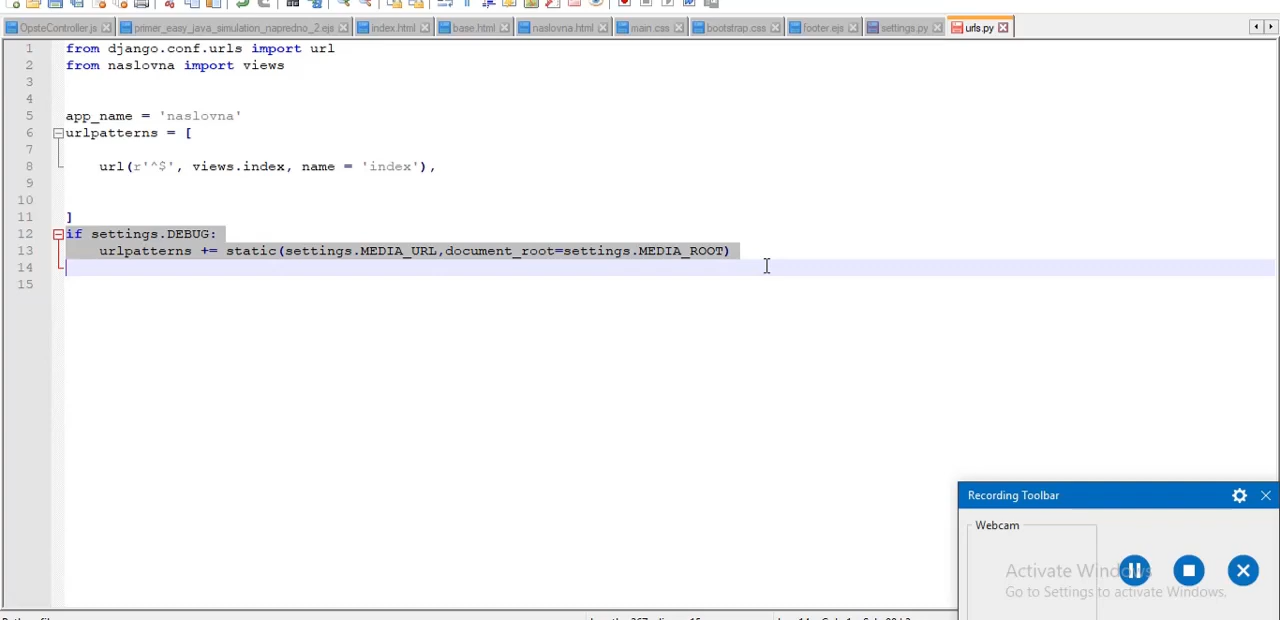 OpsteController.js primer_easy_java_simulation_napredno_2.ejs index.html base.html naslovna.html main.css bootstrap.css footer.ejs settings.py urls.py
1 from django.conf.urls import url
2 from naslovna import views
3
4
5 app_name = 'naslovna'
6 urlpatterns = [
7
8 url(r'^$', views.index, name = 'index'),
9
10
11 ]
12 if settings.DEBUG:
13 urlpatterns += static(settings.MEDIA_URL,document_root=settings.MEDIA_ROOT)
14
15
Recording Toolbar
Webcam
Activate Windows
Go to Settings to activate Windows.